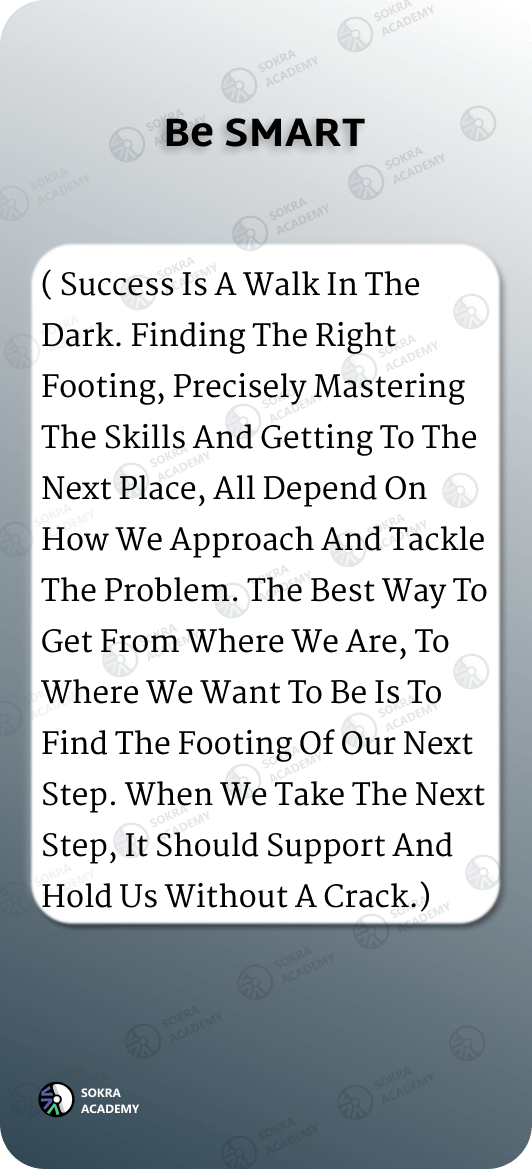 Be SMART
( Success Is A Walk In The
Dark. Finding The Right
Footing, Precisely Mastering
The Skills And Getting To The
Next Place, All Depend On
How We Approach And Tackle
The Problem. The Best Way To
Get From Where We Are, To
Where We Want To Be Is To
Find The Footing Of Our Next
Step. When We Take The Next
Step, It Should Support And
Hold Us Without A Crack.)
SOKRA
ACADEMY